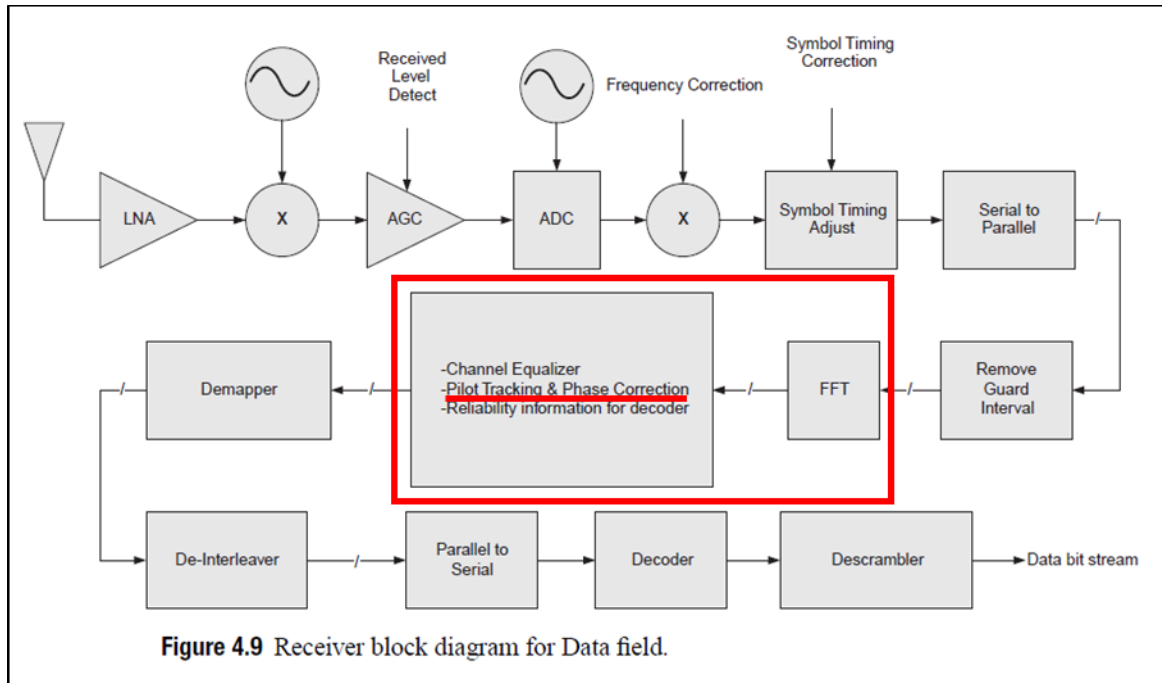 Received
Level
Detect
Frequency Correction
Symbol Timing
Correction
LNA
X
AGC
ADC
X
Symbol Timing
Adjust
Serial to
Parallel
/
Demapper
/
/
-Channel Equalizer
-Pilot Tracking & Phase Correction
-Reliability information for decoder
/
FFT
/
Remove
Guard
Interval
De-Interleaver
/
Parallel to
Serial
Decoder
Descrambler
Data bit stream
Figure 4.9 Receiver block diagram for Data field.